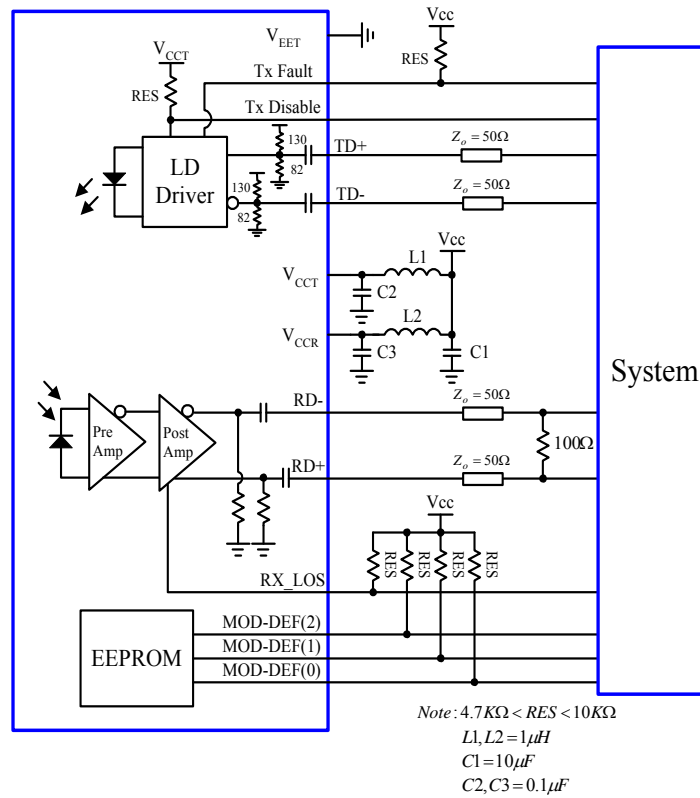 V_EET
Vcc
RES
V_CCT
RES
Tx Fault
Tx Disable
LD
Driver
130
82
TD+
Z_o = 50Ω
130
82
TD-
Z_o = 50Ω
Vcc
V_CCT
L1
C2
V_CCR
L2
C3
C1
System
Pre
Amp
Post
Amp
RD-
Z_o = 50Ω
100Ω
RD+
Z_o = 50Ω
Vcc
RES
RES
RES
RES
RX_LOS
EEPROM
MOD-DEF(2)
MOD-DEF(1)
MOD-DEF(0)
Note: 4.7KΩ < RES < 10KΩ
L1, L2 = 1μH
C1 = 10μF
C2, C3 = 0.1μF